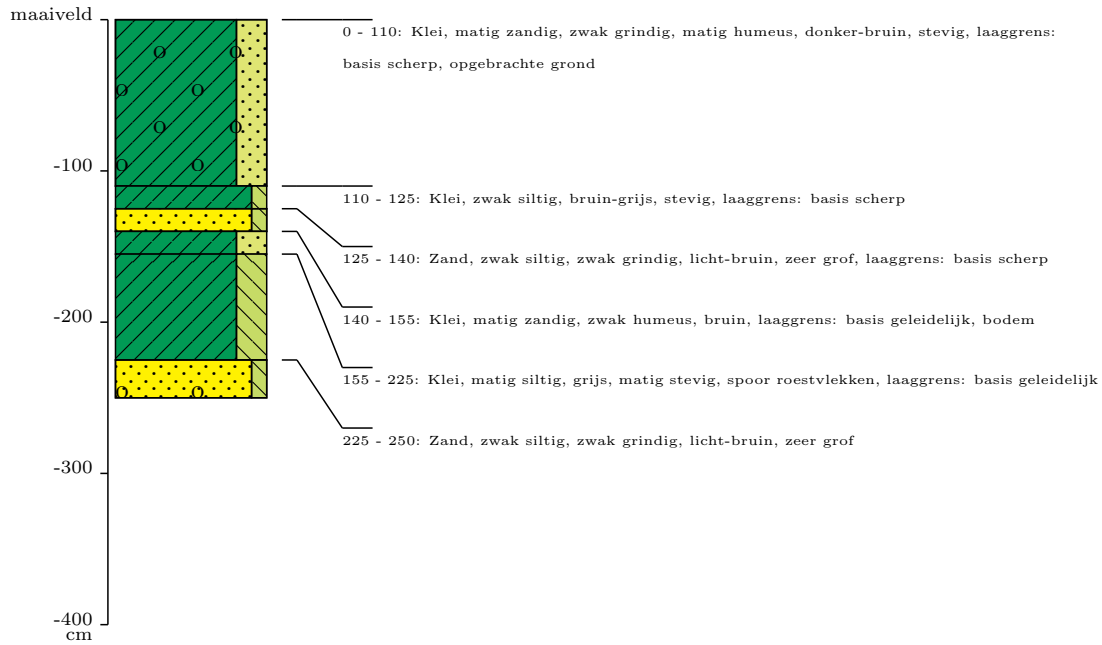 maaiveld
0 - 110: Klei, matig zandig, zwak grindig, matig humeus, donker-bruin, stevig, laaggrens:
basis scherp, opgebrachte grond
-100
110 - 125: Klei, zwak siltig, bruin-grijs, stevig, laaggrens: basis scherp
125 - 140: Zand, zwak siltig, zwak grindig, licht-bruin, zeer grof, laaggrens: basis scherp
-200
140 - 155: Klei, matig zandig, zwak humeus, bruin, laaggrens: basis geleidelijk, bodem
155 - 225: Klei, matig siltig, grijs, matig stevig, spoor roestvlekken, laaggrens: basis geleidelijk
225 - 250: Zand, zwak siltig, zwak grindig, licht-bruin, zeer grof
-300
-400
cm